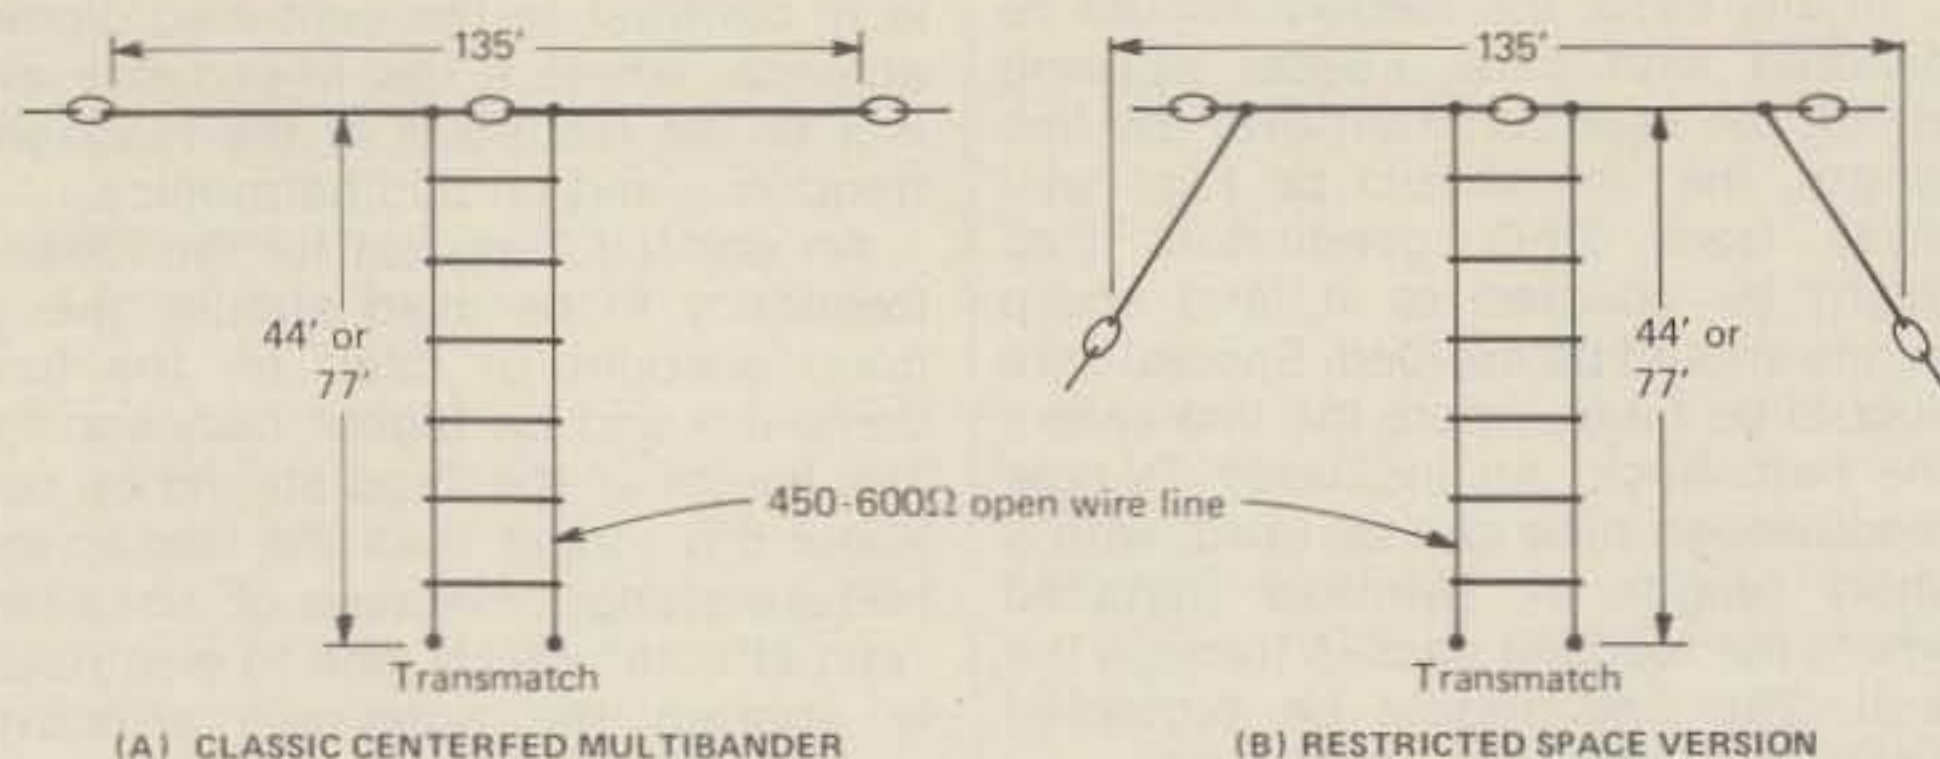 135'
135'
44' or
77'
44' or
77'
450-600Ω open wire line
Transmatch
Transmatch
(A) CLASSIC CENTERFED MULTIBANDER
(B) RESTRICTED SPACE VERSION